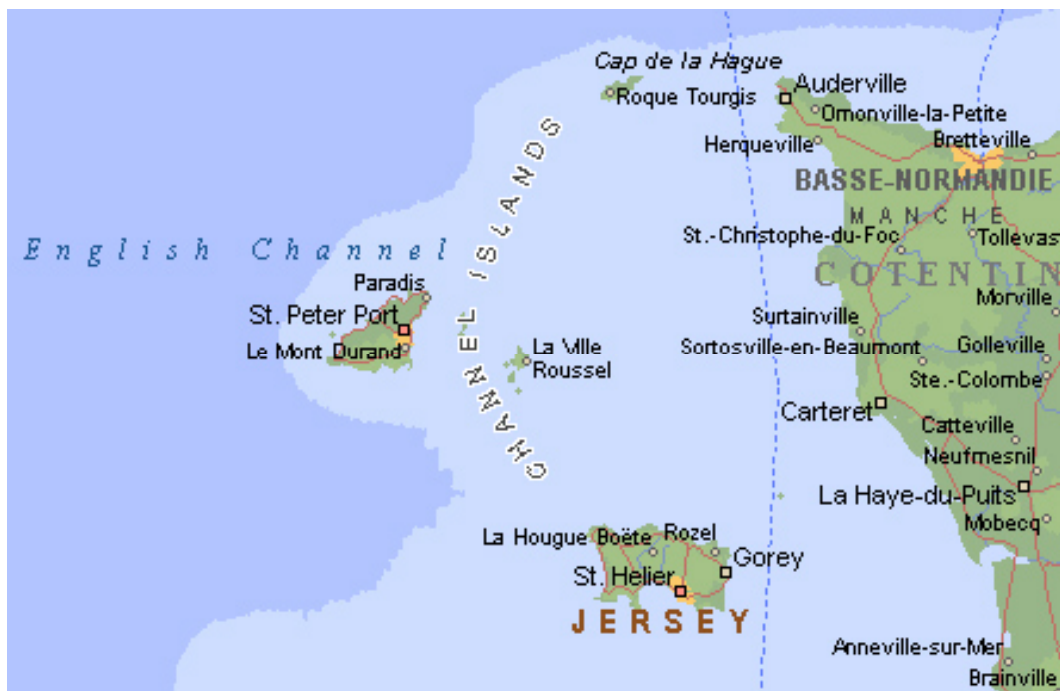 Cap de la Hague
Auderville
Roque Tourgis
Omonville-la-Petite
Herqueville
Bretteville
BASSE-NORMANDIE
MANCHE
St.-Christophe-du-Foc
Tollevas
English Channel
COTENTIN
CHANNEL ISLANDS
Paradis
Morville
St. Peter Port
Surtainville
Le Mont Durand
La Ville
Roussel
Sortosville-en-Beaumont
Golleville
Ste.-Colombe
Carteret
Catteville
Neufmesnil
La Haye-du-Puits
Mobecq
La Hougue Boëte
Rozel
Gorey
St. Helier
JERSEY
Anneville-sur-Mer
Brainville